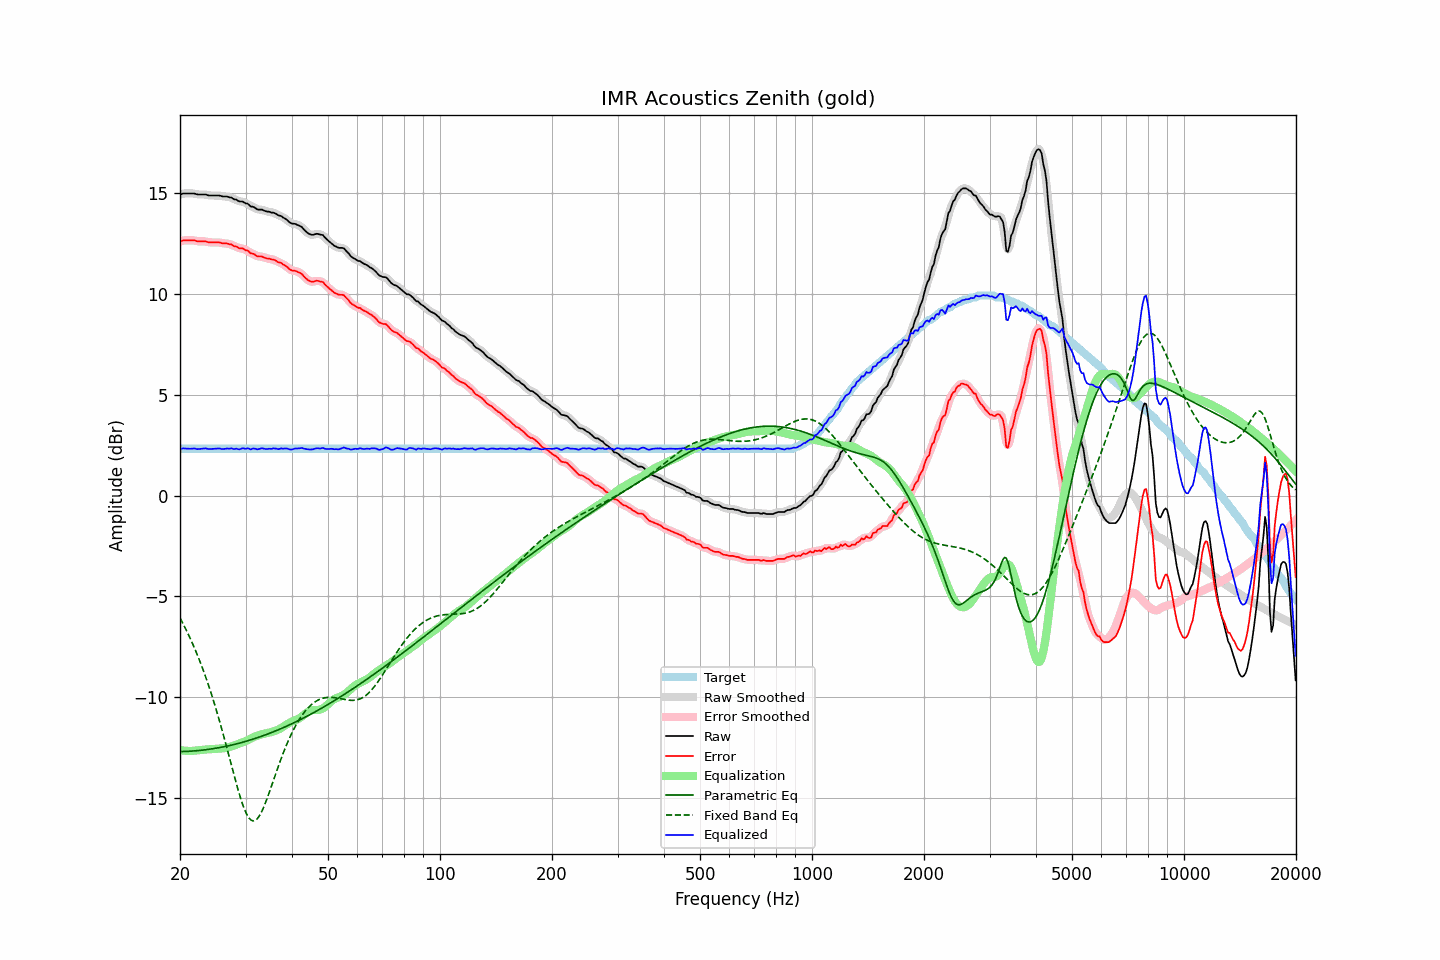 IMR Acoustics Zenith (gold)
Amplitude (dBr)
15
10
5
0
−5
−10
−15
Target
Raw Smoothed
Error Smoothed
Raw
Error
Equalization
Parametric Eq
Fixed Band Eq
Equalized
20 50 100 200 500 1000 2000 5000 10000 20000
Frequency (Hz)